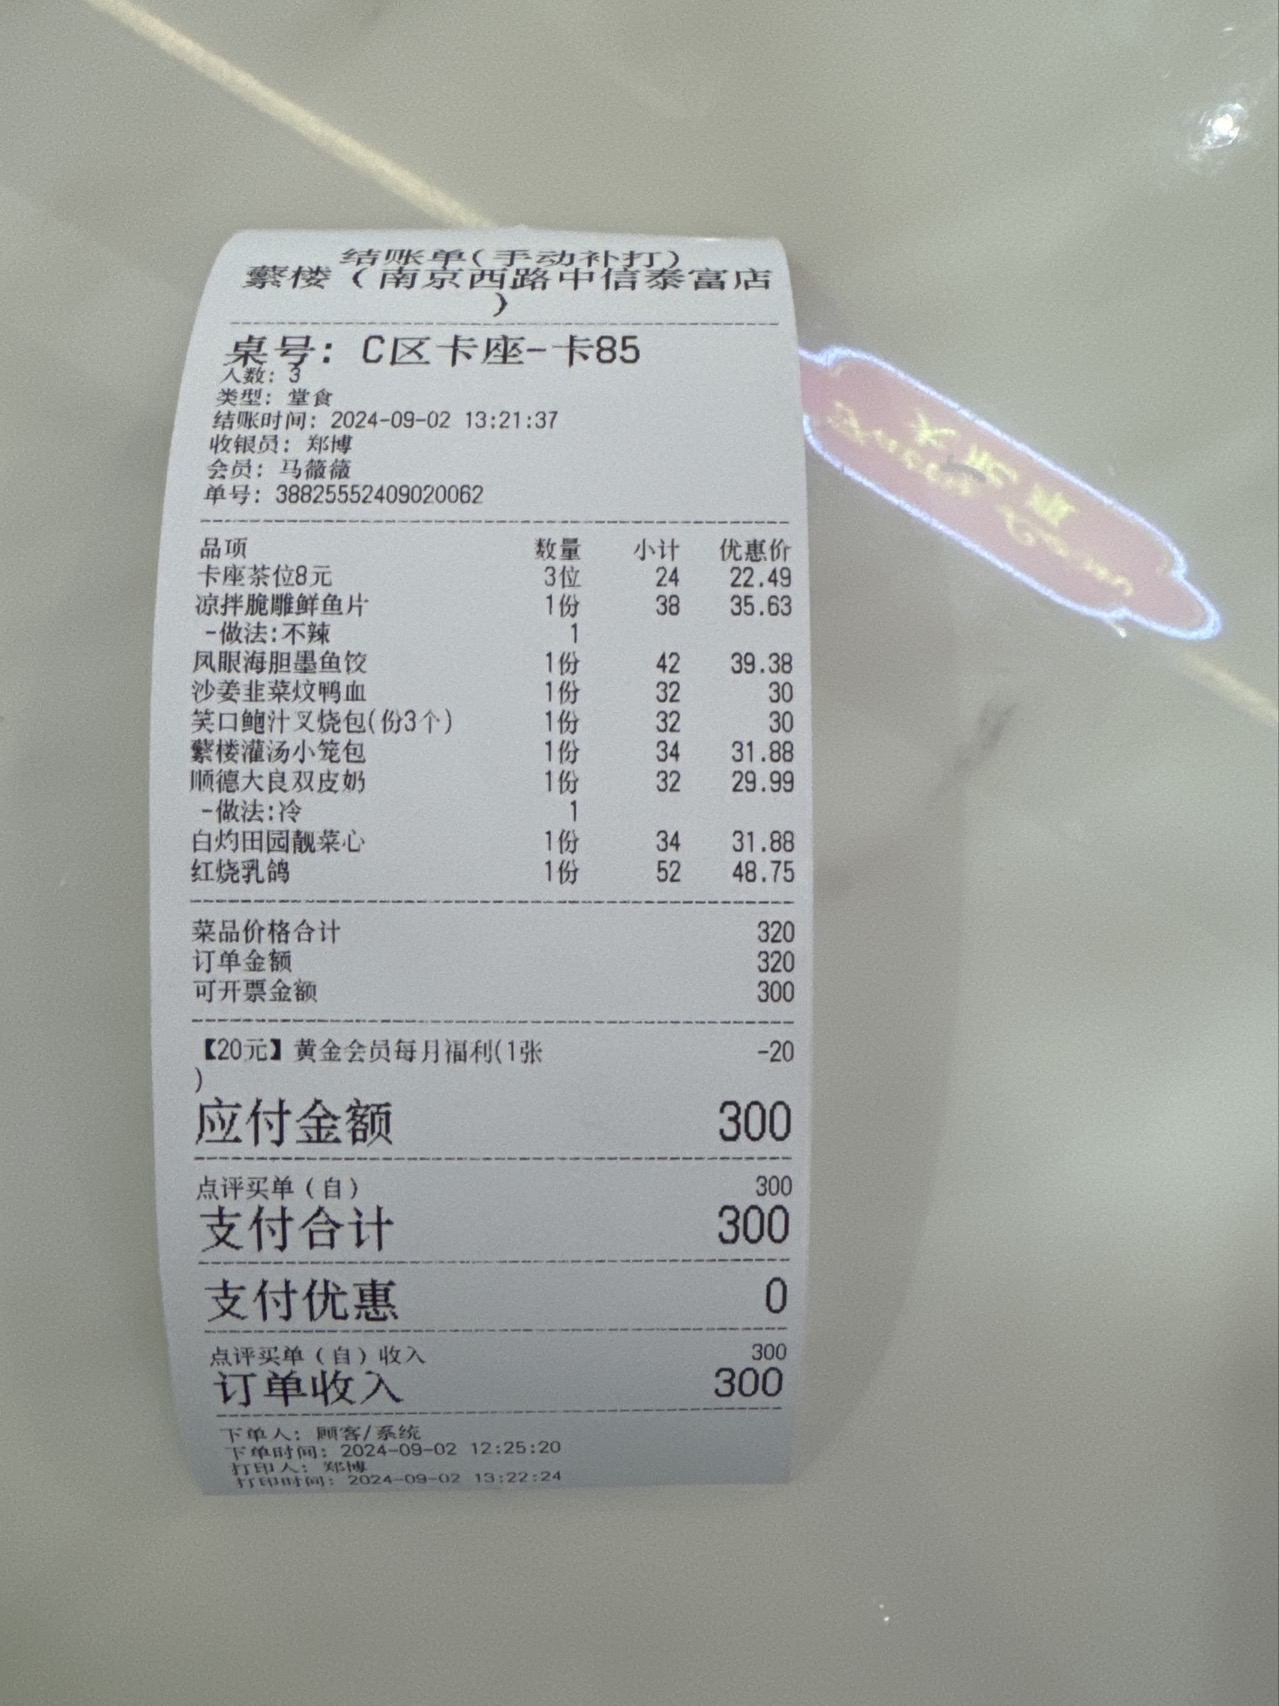 结账单(手动补打)
蘩楼（南京西路中信泰富店
）
桌号: C区卡座-卡85
人数: 3
类型: 堂食
结账时间: 2024-09-02 13:21:37
收银员: 郑博
会员: 马薇薇
单号: 38825552409020062
品项 数量 小计 优惠价
卡座茶位8元 3位 24 22.49
凉拌脆雕鲜鱼片 1份 38 35.63
-做法:不辣 1
凤眼海胆墨鱼饺 1份 42 39.38
沙姜韭菜炆鸭血 1份 32 30
笑口鲍汁叉烧包(份3个) 1份 32 30
蘩楼灌汤小笼包 1份 34 31.88
顺德大良双皮奶 1份 32 29.99
-做法:冷 1
白灼田园靓菜心 1份 34 31.88
红烧乳鸽 1份 52 48.75
菜品价格合计 320
订单金额 320
可开票金额 300
【20元】黄金会员每月福利(1张 -20
)
应付金额 300
点评买单（自） 300
支付合计 300
支付优惠 0
点评买单（自）收入 300
订单收入 300
下单人: 顾客/系统
下单时间: 2024-09-02 12:25:20
打印人: 郑博
打印时间: 2024-09-02 13:22:24